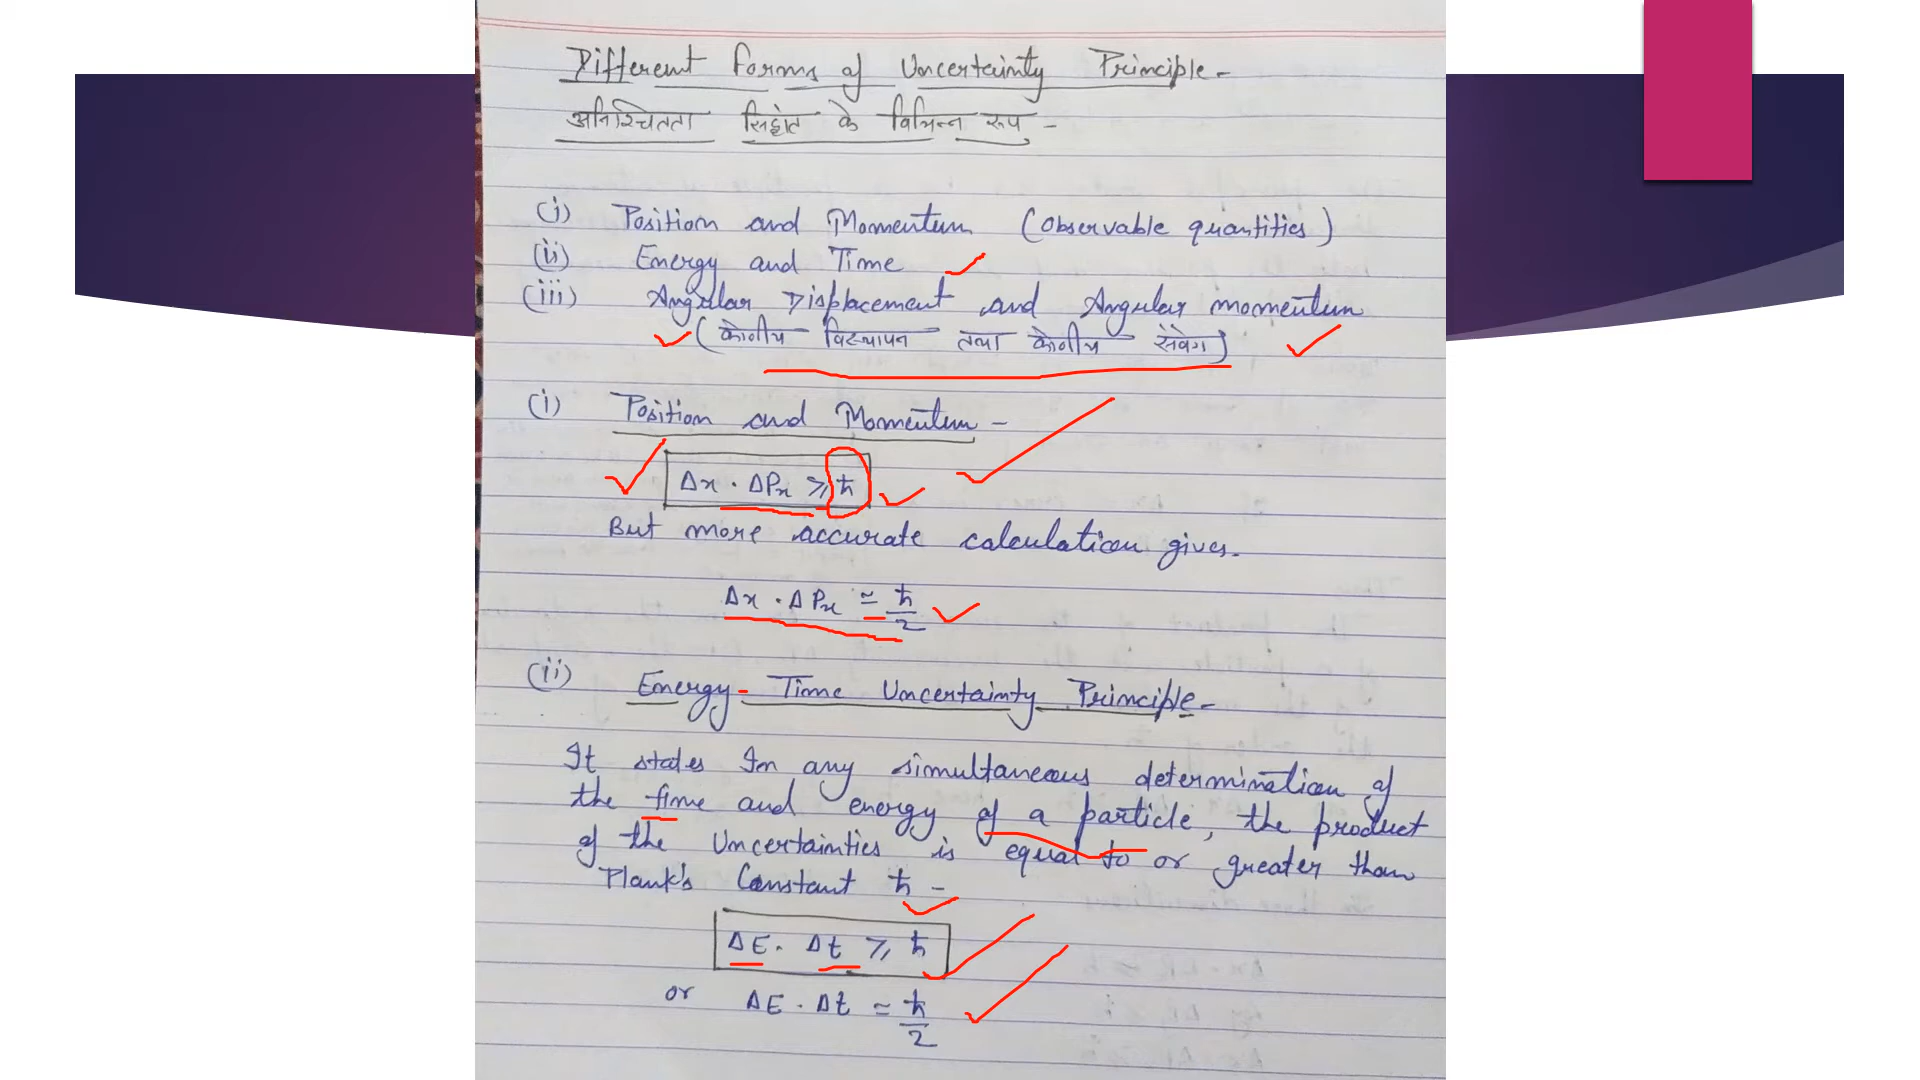 Different Forms of Uncertainty Principle-
अनिश्चितता सिद्धांत के विभिन्न रूप -
(i) Position and Momentum (Observable quantities)
(ii) Energy and Time
(iii) Angular Displacement and Angular momentum
(कोणीय विस्थापन तथा कोणीय संवेग)
(i) Position and Momentum -
Δx · ΔPx ⩾ ħ
But more accurate calculation gives-
Δx · ΔPx ≃ ħ/2
(ii) Energy - Time Uncertainty Principle-
It states In any simultaneous determination of
the time and energy of a particle, the product
of the Uncertainties is equal to or greater than
Plank's Constant ħ -
ΔE · Δt ⩾ ħ
or ΔE · Δt ≃ ħ/2